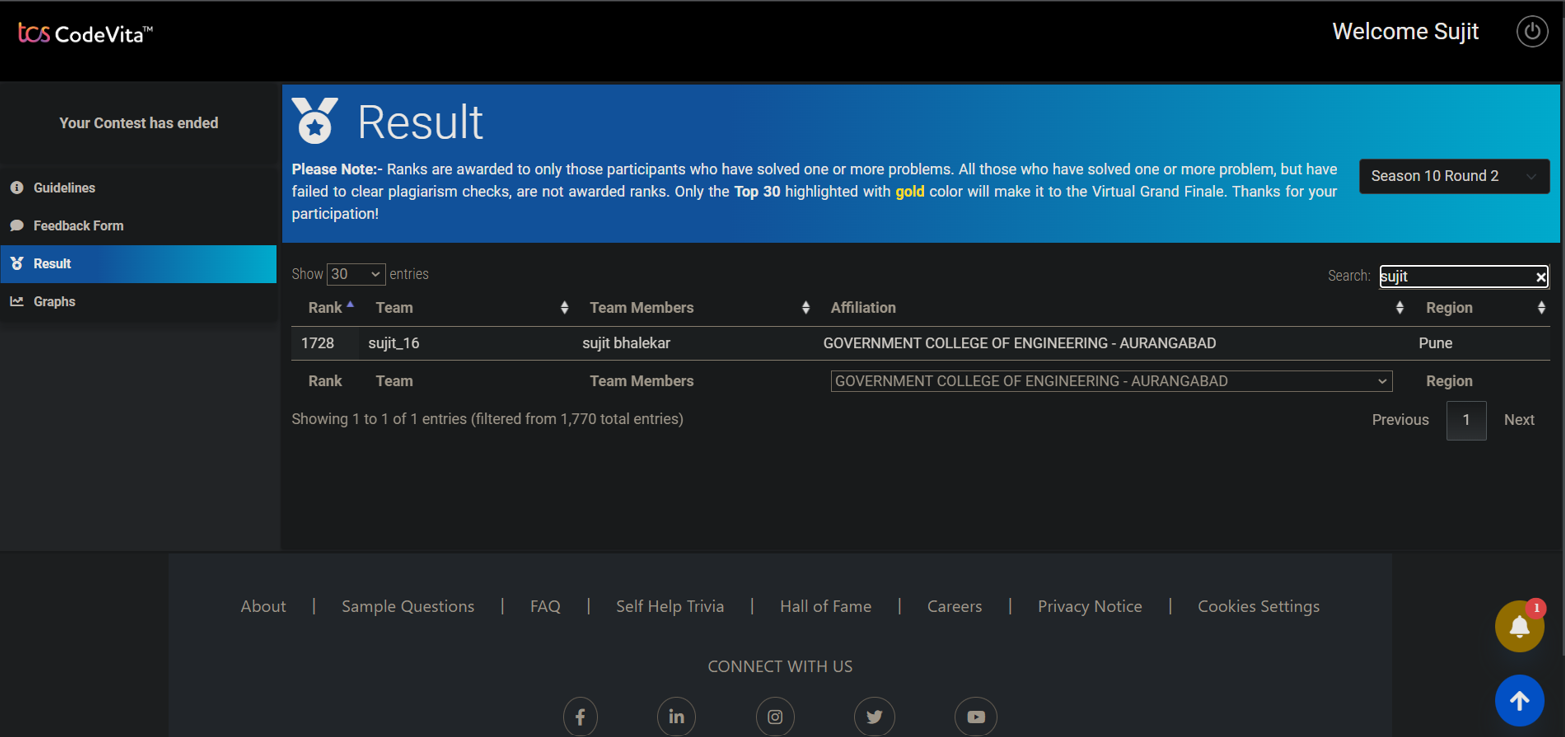 tcs CodeVita™
Welcome Sujit
Your Contest has ended
Guidelines
Feedback Form
Result
Graphs
Result
Please Note:- Ranks are awarded to only those participants who have solved one or more problems. All those who have solved one or more problem, but have
failed to clear plagiarism checks, are not awarded ranks. Only the Top 30 highlighted with gold color will make it to the Virtual Grand Finale. Thanks for your
participation!
Season 10 Round 2
Show 30 entries
Search: sujit
Rank Team Team Members Affiliation Region
1728 sujit_16 sujit bhalekar GOVERNMENT COLLEGE OF ENGINEERING - AURANGABAD Pune
Rank Team Team Members GOVERNMENT COLLEGE OF ENGINEERING - AURANGABAD Region
Showing 1 to 1 of 1 entries (filtered from 1,770 total entries)
Previous 1 Next
About | Sample Questions | FAQ | Self Help Trivia | Hall of Fame | Careers | Privacy Notice | Cookies Settings
1
CONNECT WITH US